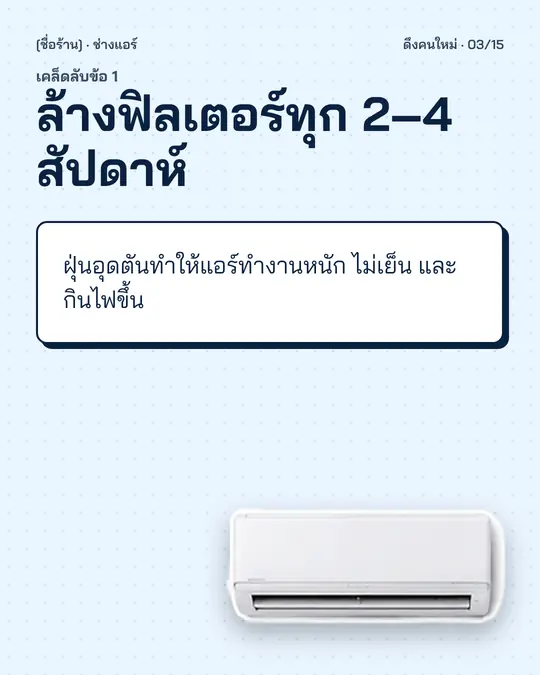 [ชื่อร้าน] · ช่างแอร์
ดึงคนใหม่ · 03/15
เคล็ดลับข้อ 1
ล้างฟิลเตอร์ทุก 2–4
สัปดาห์
ฝุ่นอุดตันทำให้แอร์ทำงานหนัก ไม่เย็น และ
กินไฟขึ้น